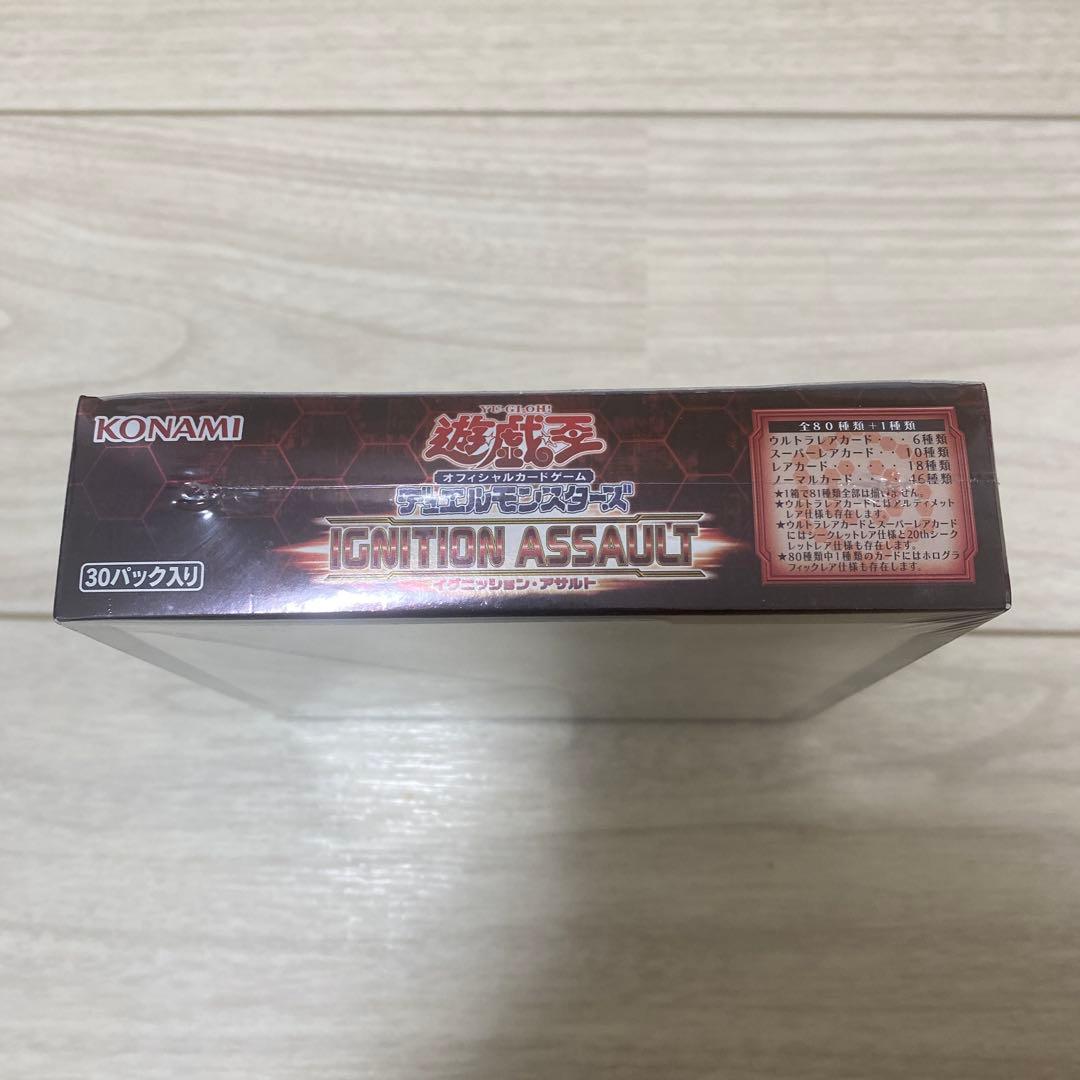 KONAMI
YU-GI-OH!
遊戯王
オフィシャルカードゲーム
デュエルモンスターズ
IGNITION ASSAULT
イグニッション・アサルト
30パック入り
全80種類+1種類
ウルトラレアカード・・・6種類
スーパーレアカード・・・10種類
レアカード・・・18種類
ノーマルカード・・・46種類
★1箱で81種類全部は揃いません。
★ウルトラレアカードにはアルティメット
レア仕様も存在します。
★ウルトラレアカードとスーパーレアカード
にはシークレットレア仕様と20thシーク
レットレア仕様も存在します。
★80種類中1種類のカードにはホログラ
フィックレア仕様も存在します。